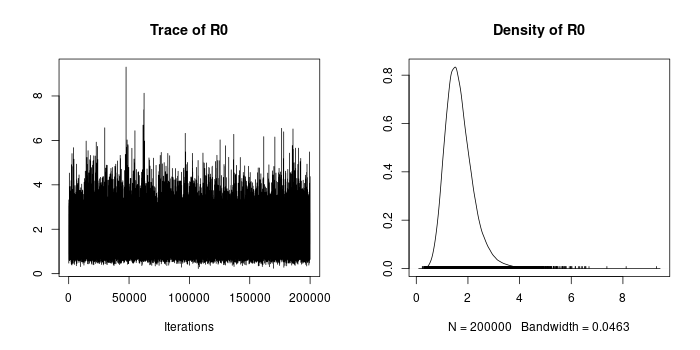 Trace of R0
8
6
4
2
0
0 50000 100000 150000 200000
Iterations
Density of R0
0.8
0.6
0.4
0.2
0.0
0 2 4 6 8
N = 200000 Bandwidth = 0.0463